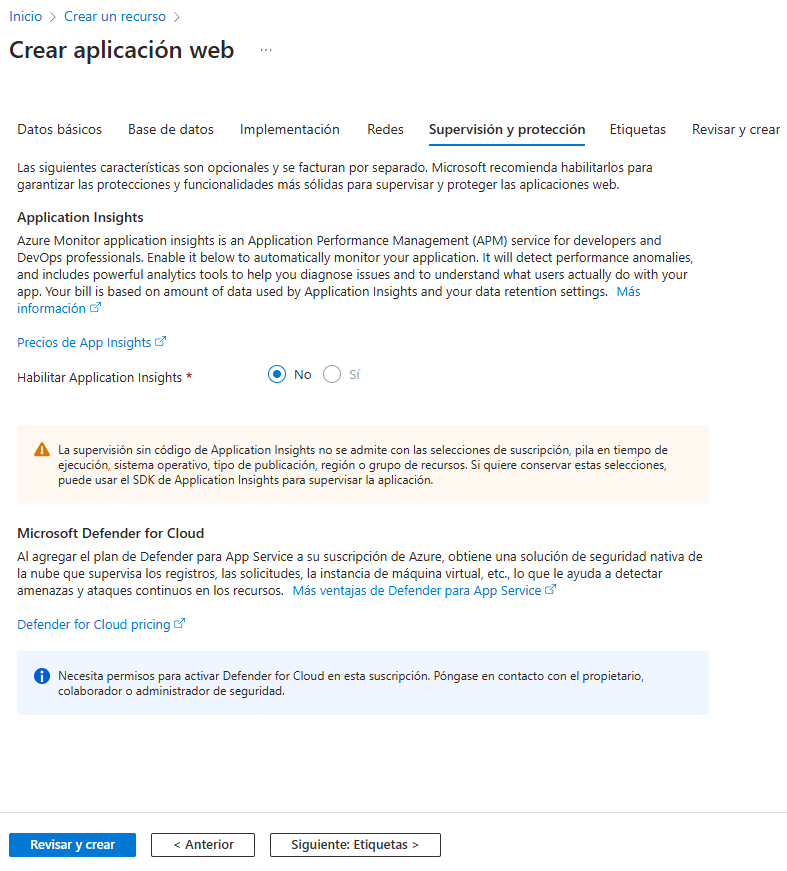 Inicio > Crear un recurso >
Crear aplicación web ...
Datos básicos Base de datos Implementación Redes Supervisión y protección Etiquetas Revisar y crear
Las siguientes características son opcionales y se facturan por separado. Microsoft recomienda habilitarlos para
garantizar las protecciones y funcionalidades más sólidas para supervisar y proteger las aplicaciones web.
Application Insights
Azure Monitor application insights is an Application Performance Management (APM) service for developers and
DevOps professionals. Enable it below to automatically monitor your application. It will detect performance anomalies,
and includes powerful analytics tools to help you diagnose issues and to understand what users actually do with your
app. Your bill is based on amount of data used by Application Insights and your data retention settings. Más
información
Precios de App Insights
Habilitar Application Insights * No Sí
La supervisión sin código de Application Insights no se admite con las selecciones de suscripción, pila en tiempo de
ejecución, sistema operativo, tipo de publicación, región o grupo de recursos. Si quiere conservar estas selecciones,
puede usar el SDK de Application Insights para supervisar la aplicación.
Microsoft Defender for Cloud
Al agregar el plan de Defender para App Service a su suscripción de Azure, obtiene una solución de seguridad nativa de
la nube que supervisa los registros, las solicitudes, la instancia de máquina virtual, etc., lo que le ayuda a detectar
amenazas y ataques continuos en los recursos. Más ventajas de Defender para App Service
Defender for Cloud pricing
Necesita permisos para activar Defender for Cloud en esta suscripción. Póngase en contacto con el propietario,
colaborador o administrador de seguridad.
Revisar y crear < Anterior Siguiente: Etiquetas >